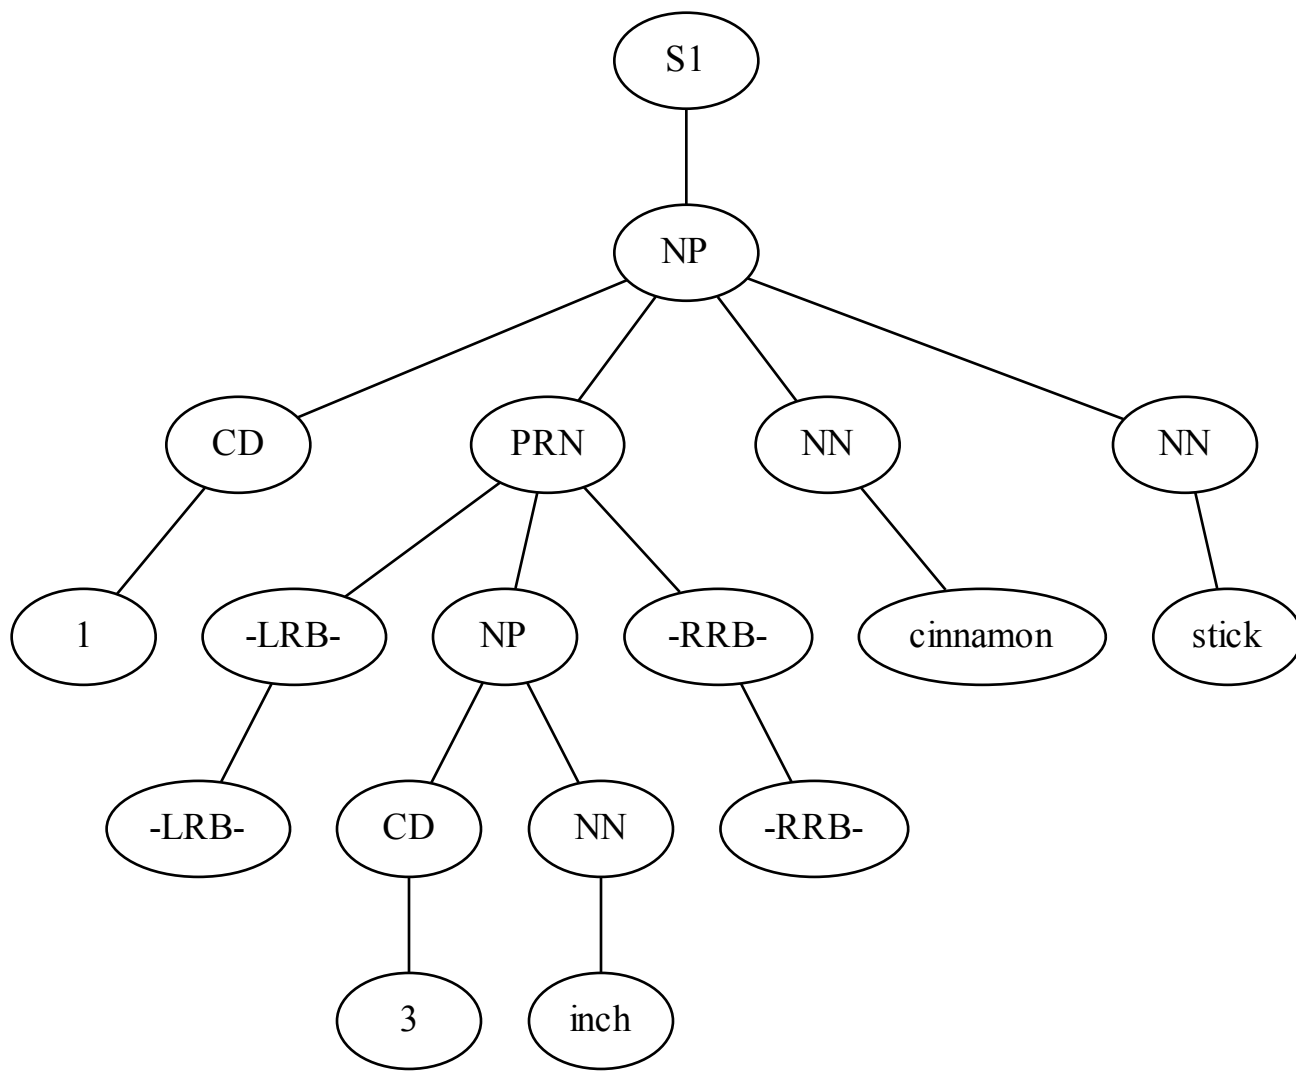 S1
NP
CD PRN NN NN
1 -LRB- NP -RRB- cinnamon stick
-LRB- CD NN -RRB-
3 inch